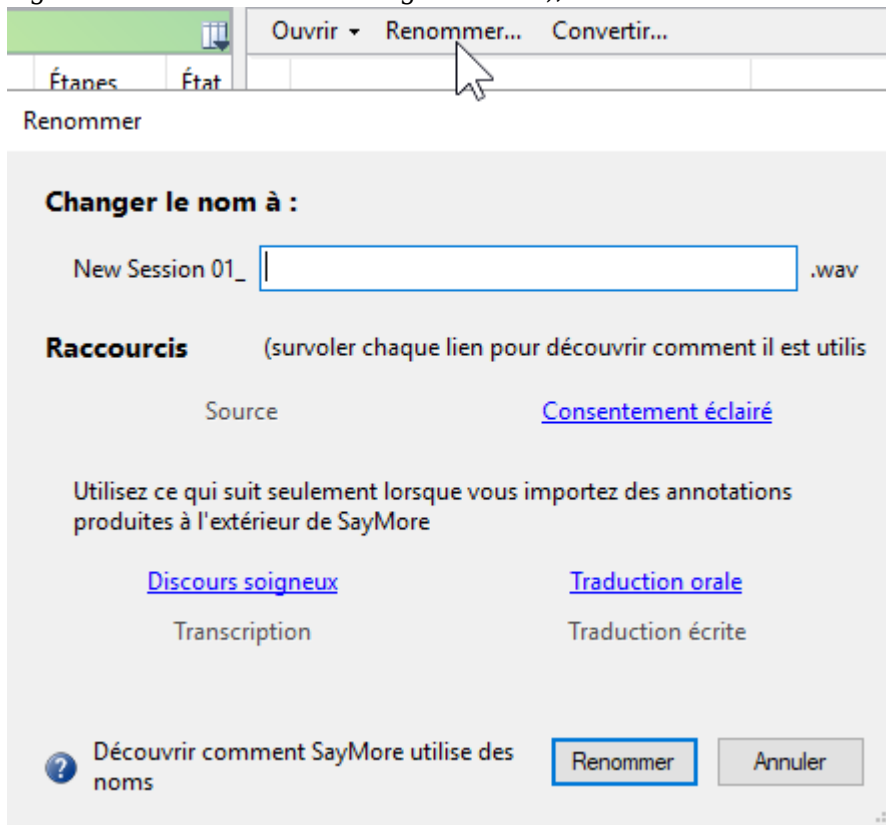 Ouvrir Renommer... Convertir...
Étapes État
Renommer
Changer le nom à :
New Session 01_ .wav
Raccourcis (survoler chaque lien pour découvrir comment il est utilis
Source Consentement éclairé
Utilisez ce qui suit seulement lorsque vous importez des annotations
produites à l'extérieur de SayMore
Discours soigneux Traduction orale
Transcription Traduction écrite
Découvrir comment SayMore utilise des
noms
Renommer Annuler